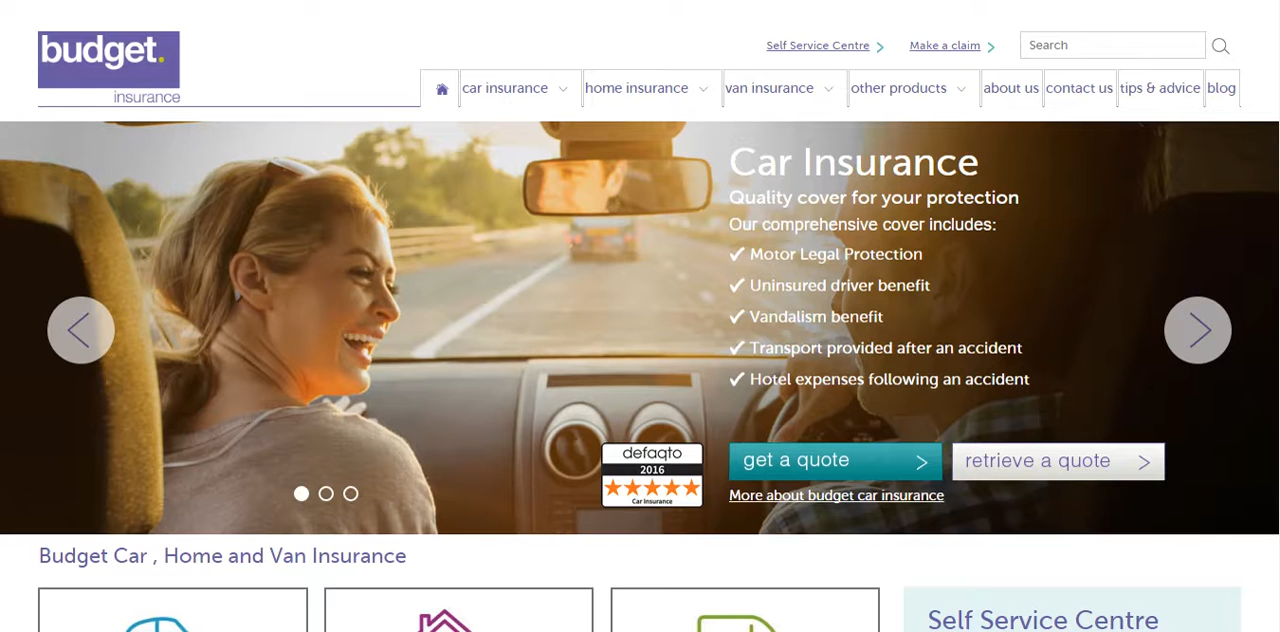 budget.
insurance
Self Service Centre
Make a claim
Search
car insurance
home insurance
van insurance
other products
about us
contact us
tips & advice
blog
Car Insurance
Quality cover for your protection
Our comprehensive cover includes:
Motor Legal Protection
Uninsured driver benefit
Vandalism benefit
Transport provided after an accident
Hotel expenses following an accident
defaqto
2016
Car Insurance
get a quote
retrieve a quote
More about budget car insurance
Budget Car , Home and Van Insurance
Self Service Centre